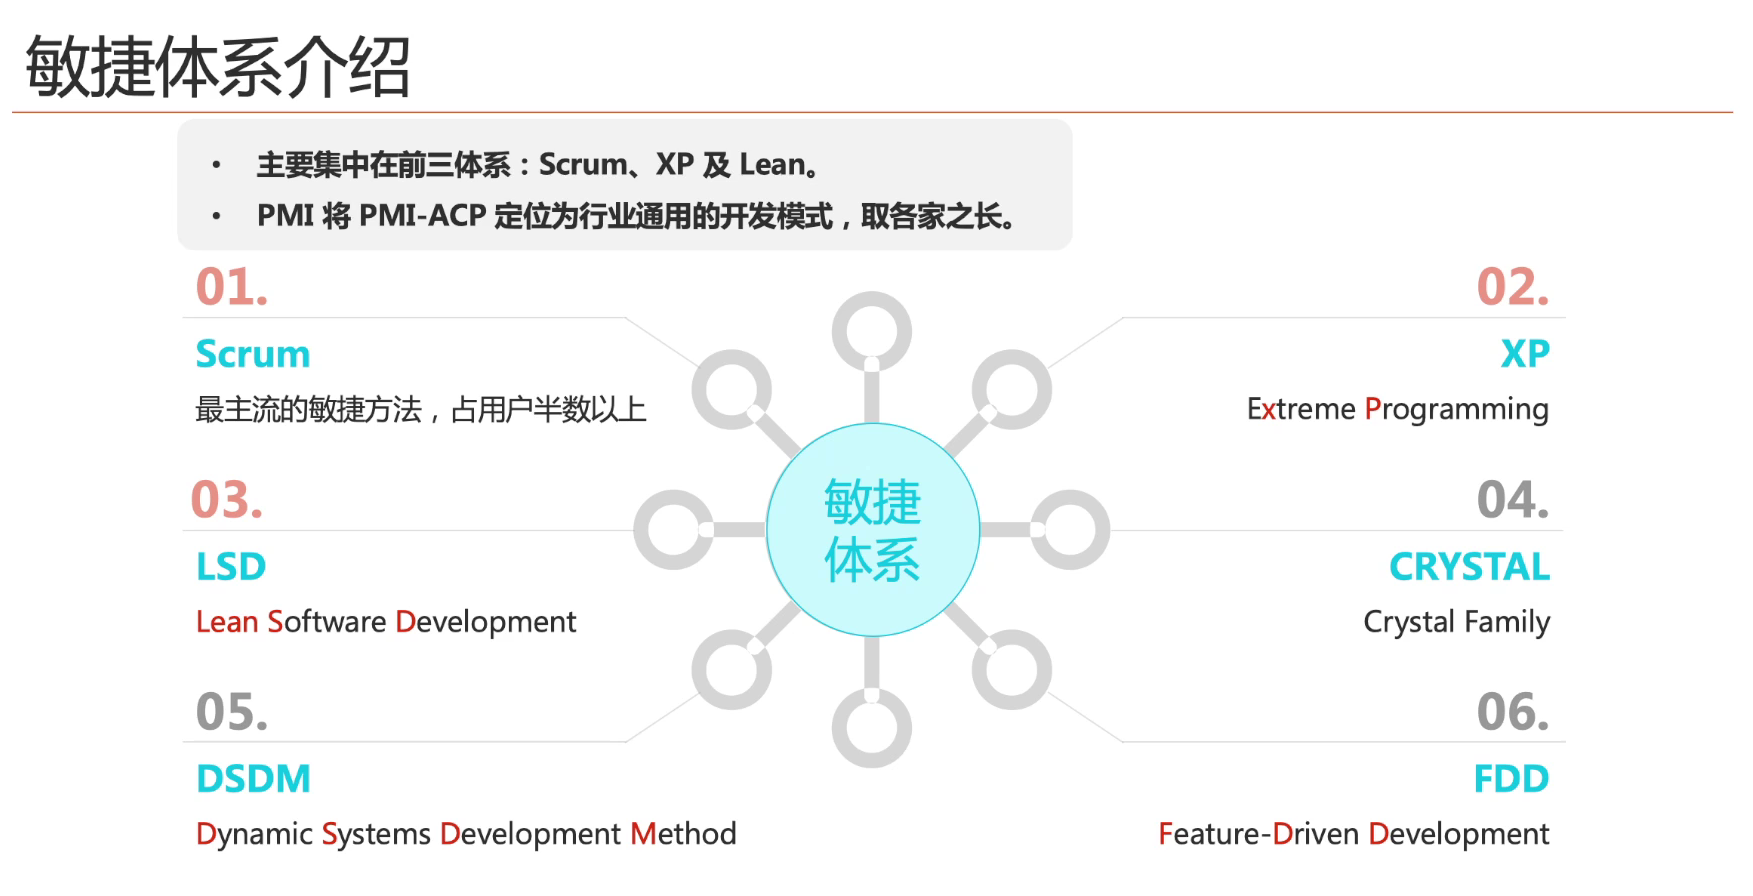 敏捷体系介绍
• 主要集中在前三体系：Scrum、XP 及 Lean。
• PMI 将 PMI-ACP 定位为行业通用的开发模式，取各家之长。
01.
Scrum
最主流的敏捷方法，占用户半数以上
02.
XP
Extreme Programming
敏捷
体系
03.
LSD
Lean Software Development
04.
CRYSTAL
Crystal Family
05.
DSDM
Dynamic Systems Development Method
06.
FDD
Feature-Driven Development